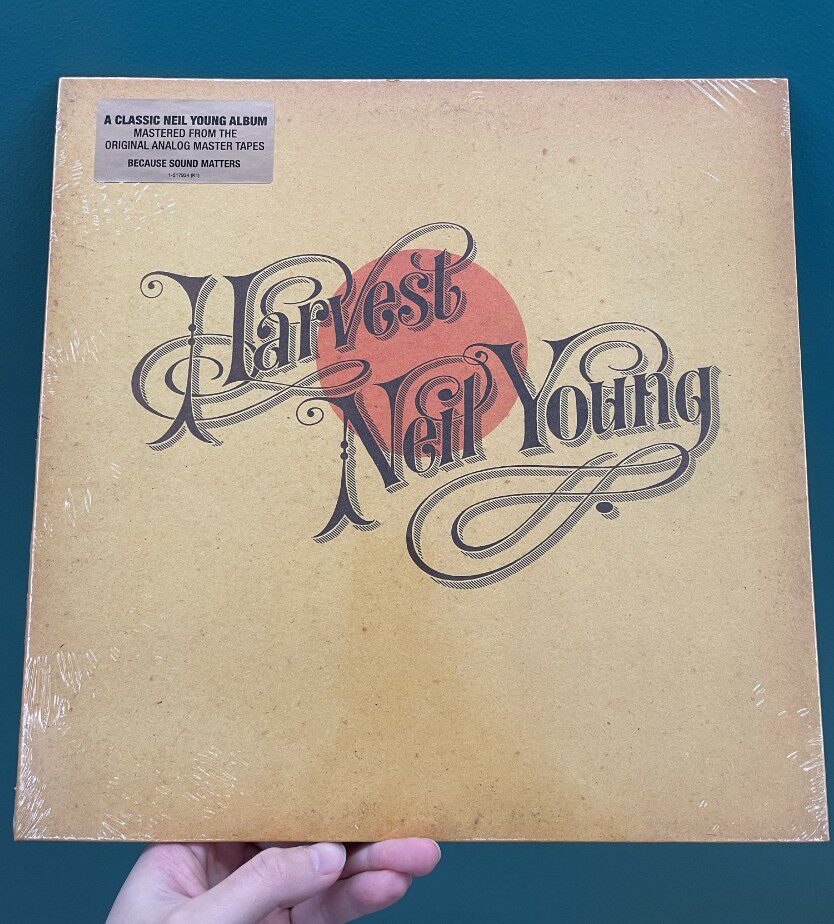 A CLASSIC NEIL YOUNG ALBUM
MASTERED FROM THE
ORIGINAL ANALOG MASTER TAPES
BECAUSE SOUND MATTERS
Harvest
Neil Young